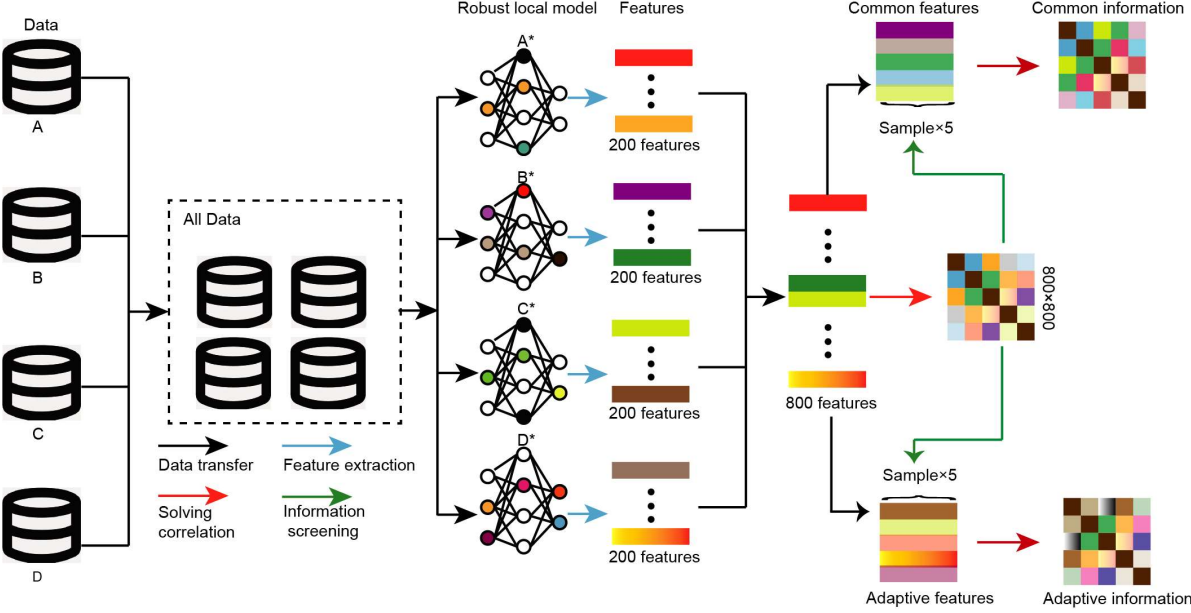 Data
A
B
C
D
All Data
Data transfer
Feature extraction
Solving
correlation
Information
screening
Robust local model
Features
A*
200 features
B*
200 features
C*
200 features
D*
200 features
800 features
Common features
Sample×5
Common information
800×800
Sample×5
Adaptive features
Adaptive information